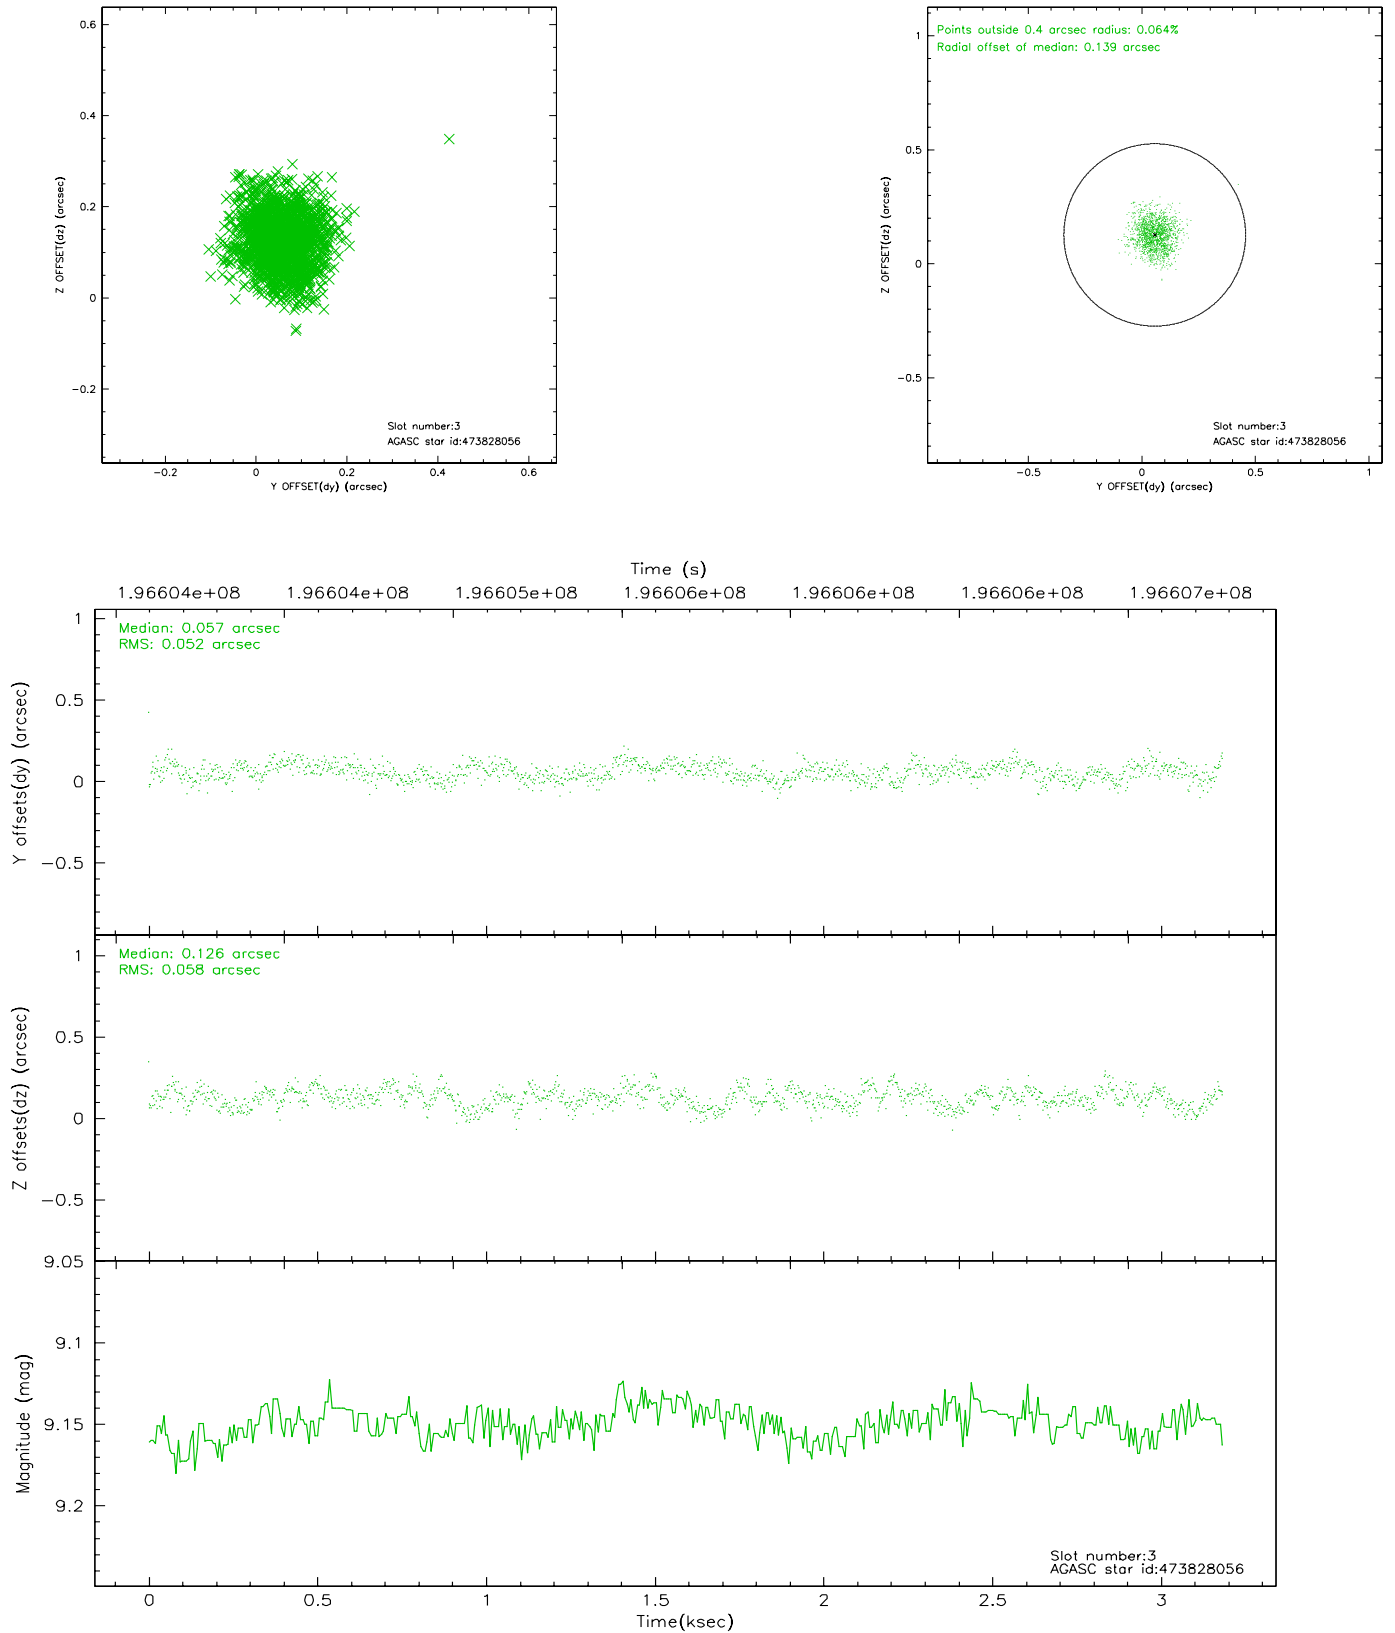 0.6
0.4
0.2
0
−0.2
Z OFFSET(dz) (arcsec)
−0.2 0 0.2 0.4 0.6
Y OFFSET(dy) (arcsec)
Slot number:3
AGASC star id:473828056
Points outside 0.4 arcsec radius: 0.064%
Radial offset of median: 0.139 arcsec
1
0.5
0
−0.5
Z OFFSET(dz) (arcsec)
−0.5 0 0.5 1
Y OFFSET(dy) (arcsec)
Slot number:3
AGASC star id:473828056
Time (s)
1.96604e+08 1.96604e+08 1.96605e+08 1.96606e+08 1.96606e+08 1.96606e+08 1.96607e+08
Median: 0.057 arcsec
RMS: 0.052 arcsec
1
0.5
0
−0.5
Y offsets(dy) (arcsec)
Median: 0.126 arcsec
RMS: 0.058 arcsec
1
0.5
0
−0.5
Z offsets(dz) (arcsec)
9.05
9.1
9.15
9.2
Magnitude (mag)
Slot number:3
AGASC star id:473828056
0 0.5 1 1.5 2 2.5 3
Time(ksec)